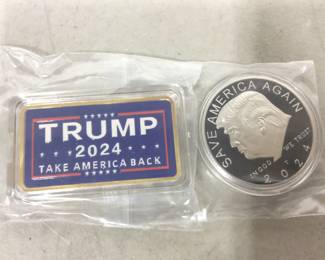 TRUMP
2024
TAKE AMERICA BACK
SAVE AMERICA AGAIN
IN GOD WE TRUST
2024